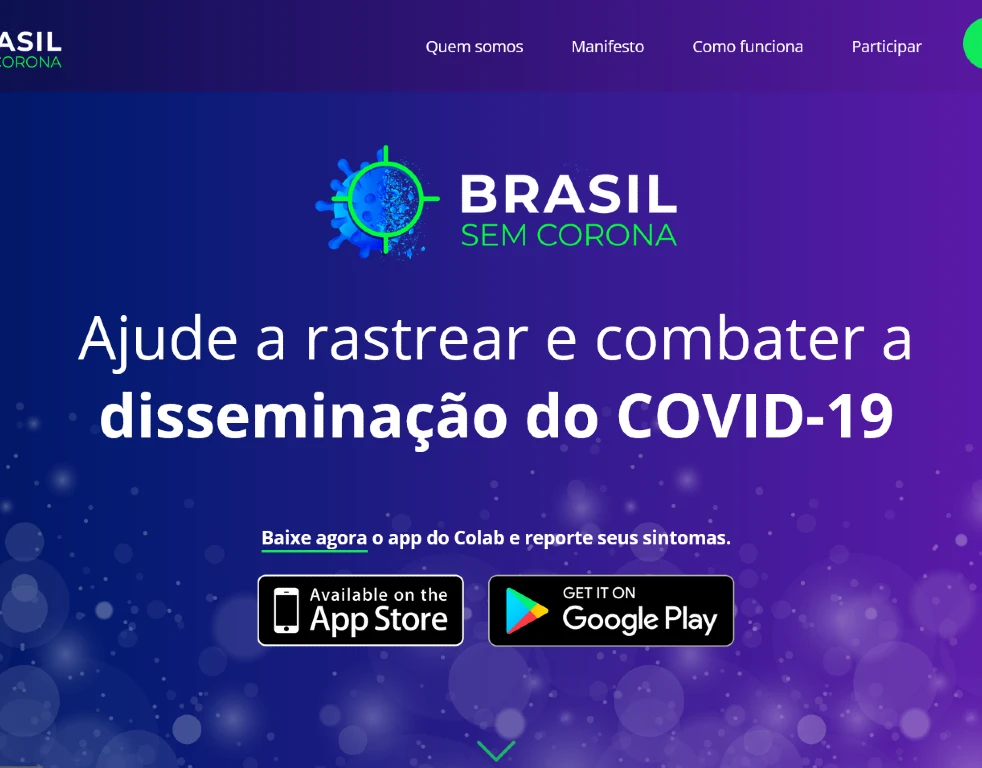 ASIL
CORONA
Quem somos
Manifesto
Como funciona
Participar
BRASIL
SEM CORONA
Ajude a rastrear e combater a
disseminação do COVID-19
Baixe agora o app do Colab e reporte seus sintomas.
Available on the
App Store
GET IT ON
Google Play